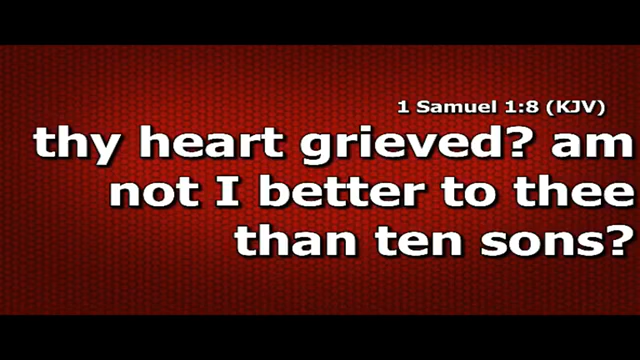 1 Samuel 1:8 (KJV)
thy heart grieved? am
not I better to thee
than ten sons?